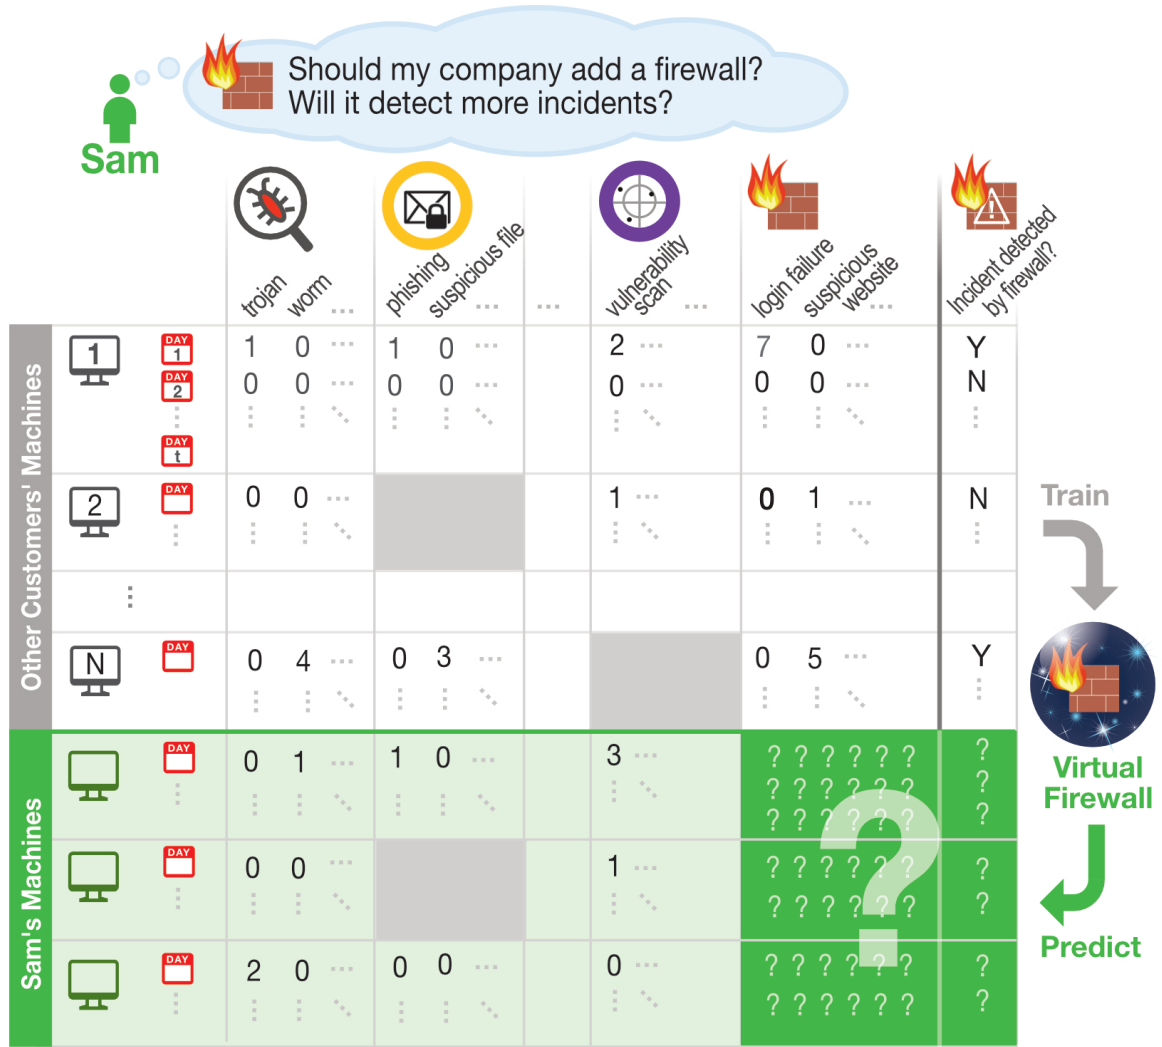 Should my company add a firewall?
Will it detect more incidents?
Sam
trojan
worm
...
phishing
suspicious file
...
...
vulnerability
scan
...
login failure
suspicious
website
...
Incident detected
by firewall?
Other Customers' Machines
1 DAY 1 1 0 ... 1 0 ... 2 ... 7 0 ... Y
DAY 2 0 0 ... 0 0 ... 0 ... 0 0 ... N
DAY t
2 DAY 0 0 ... 1 ... 0 1 ... N
N DAY 0 4 ... 0 3 ... 0 5 ... Y
Train
Virtual
Firewall
Predict
Sam's Machines
DAY 0 1 ... 1 0 ... 3 ... ? ? ? ? ? ? ?
? ? ? ? ? ? ?
? ? ? ? ? ? ?
DAY 0 0 ... 1 ... ? ? ? ? ? ? ?
? ? ? ? ? ? ?
DAY 2 0 ... 0 0 ... 0 ... ? ? ? ? ? ? ?
? ? ? ? ? ? ?
?